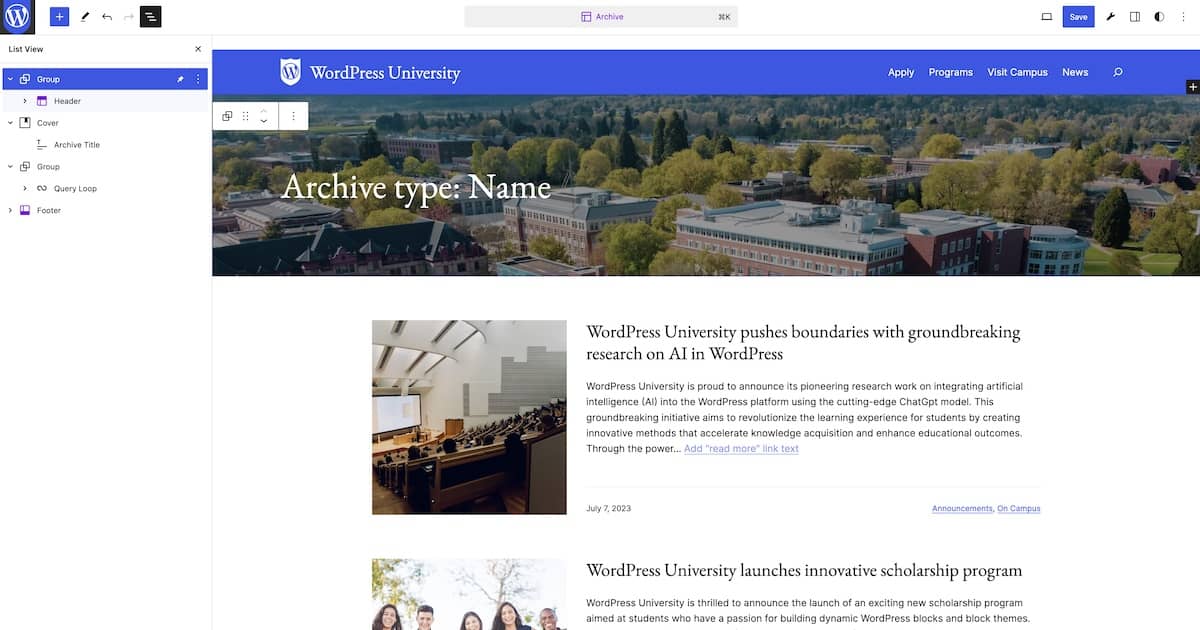 Archive
⌘K
Save
List View
Group
Header
Cover
Archive Title
Group
Query Loop
Footer
WordPress University
Apply
Programs
Visit Campus
News
Archive type: Name
WordPress University pushes boundaries with groundbreaking
research on AI in WordPress
WordPress University is proud to announce its pioneering research work on integrating artificial
intelligence (AI) into the WordPress platform using the cutting-edge ChatGpt model. This
groundbreaking initiative aims to revolutionize the learning experience for students by creating
innovative methods that accelerate knowledge acquisition and enhance educational outcomes.
Through the power... Add "read more" link text
July 7, 2023
Announcements, On Campus
WordPress University launches innovative scholarship program
WordPress University is thrilled to announce the launch of an exciting new scholarship program
aimed at students who have a passion for building dynamic WordPress blocks and block themes.